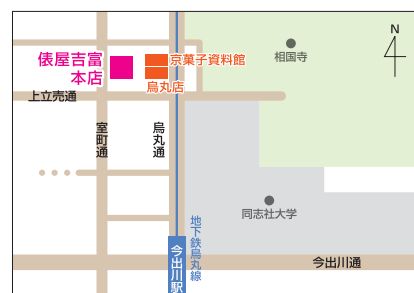 N
俵屋吉富
本店
京菓子資料館
烏丸店
相国寺
上立売通
室町通
烏丸通
同志社大学
地下鉄烏丸線
今出川駅
今出川通